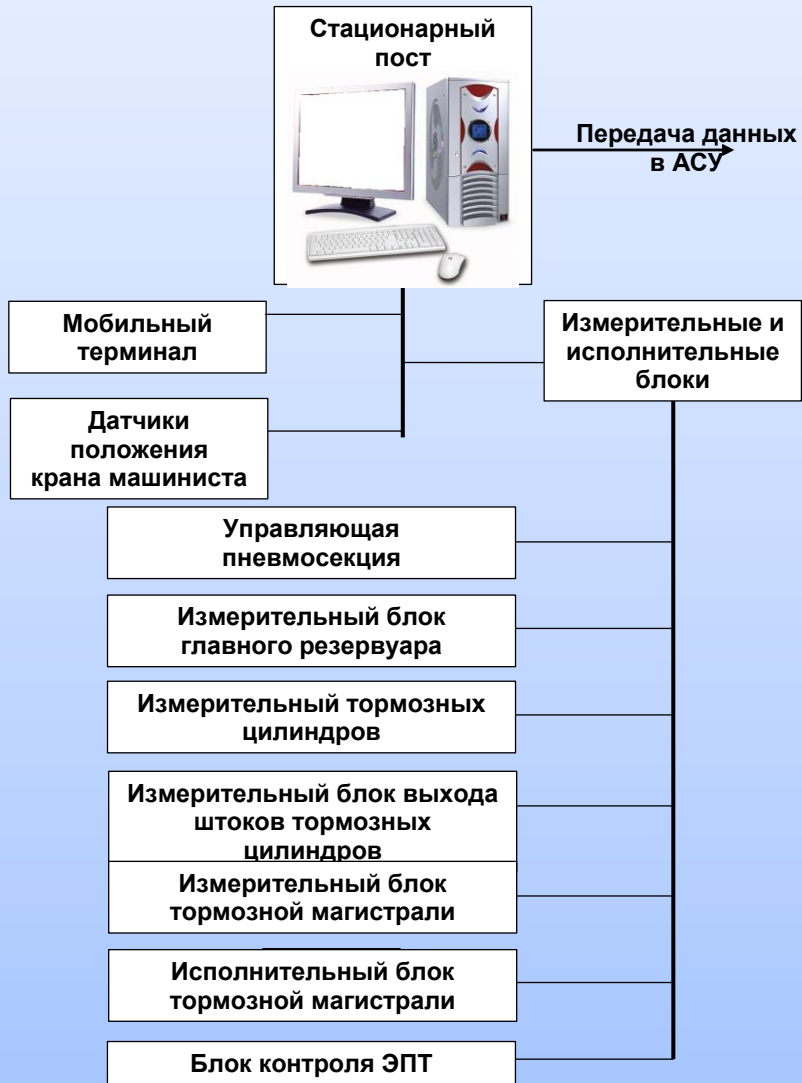 Стационарный
пост
Передача данных
в АСУ
Мобильный
терминал
Измерительные и
исполнительные
блоки
Датчики
положения
крана машиниста
Управляющая
пневмосекция
Измерительный блок
главного резервуара
Измерительный тормозных
цилиндров
Измерительный блок выхода
штоков тормозных
цилиндров
Измерительный блок
тормозной магистрали
Исполнительный блок
тормозной магистрали
Блок контроля ЭПТ